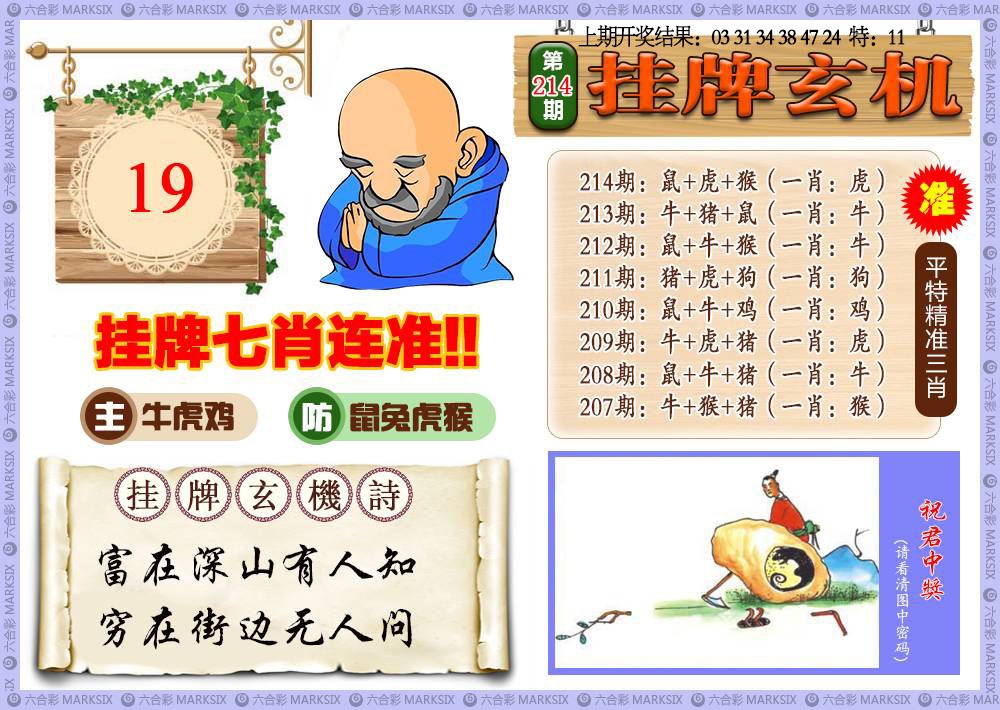 六合彩 MARKSIX
上期开奖结果：03 31 34 38 47 24 特：11
第214期
挂牌玄机
19
挂牌七肖连准!!
主 牛虎鸡
防 鼠兔虎猴
挂牌玄機詩
富在深山有人知
穷在街边无人问
214期：鼠+虎+猴（一肖：虎）
213期：牛+猪+鼠（一肖：牛）
212期：鼠+牛+猴（一肖：牛）
211期：猪+虎+狗（一肖：狗）
210期：鼠+牛+鸡（一肖：鸡）
209期：牛+虎+猪（一肖：虎）
208期：鼠+牛+猪（一肖：牛）
207期：牛+猴+猪（一肖：猴）
准
平特精准三肖
祝君中獎
（请看清图中密码）